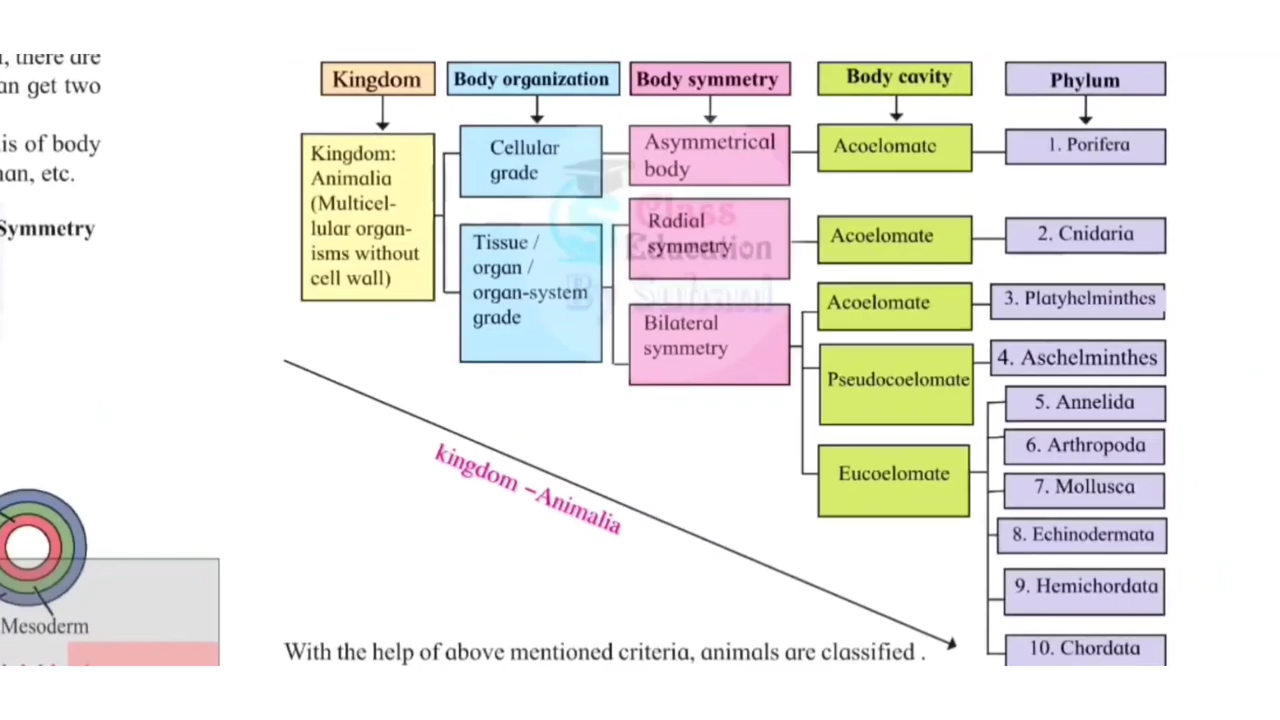 , there are
an get two
is of body
nan, etc.
Symmetry
Mesoderm
Kingdom
Body organization
Body symmetry
Body cavity
Phylum
Kingdom:
Animalia
(Multicel-
lular organ-
isms without
cell wall)
Cellular
grade
Tissue /
organ /
organ-system
grade
Asymmetrical
body
Radial
symmetry
Bilateral
symmetry
Acoelomate
Acoelomate
Acoelomate
Pseudocoelomate
Eucoelomate
1. Porifera
2. Cnidaria
3. Platyhelminthes
4. Aschelminthes
5. Annelida
6. Arthropoda
7. Mollusca
8. Echinodermata
9. Hemichordata
10. Chordata
Class
Education
By Suhani
kingdom –Animalia
With the help of above mentioned criteria, animals are classified .